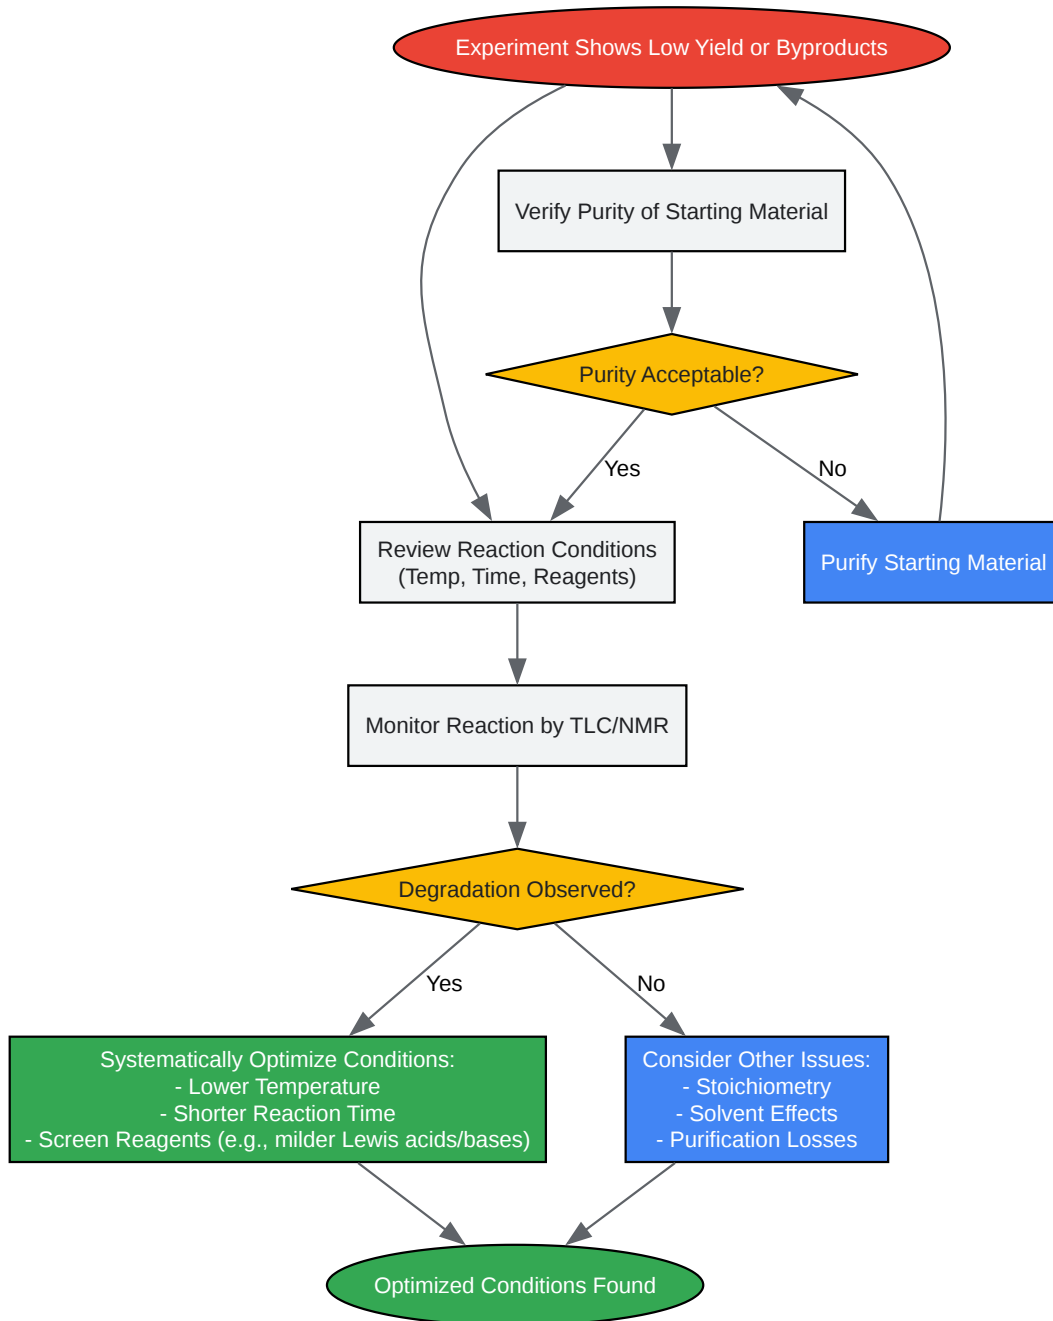 Experiment Shows Low Yield or Byproducts
Verify Purity of Starting Material
Purity Acceptable?
Yes
No
Review Reaction Conditions
(Temp, Time, Reagents)
Purify Starting Material
Monitor Reaction by TLC/NMR
Degradation Observed?
Yes
No
Systematically Optimize Conditions:
- Lower Temperature
- Shorter Reaction Time
- Screen Reagents (e.g., milder Lewis acids/bases)
Consider Other Issues:
- Stoichiometry
- Solvent Effects
- Purification Losses
Optimized Conditions Found